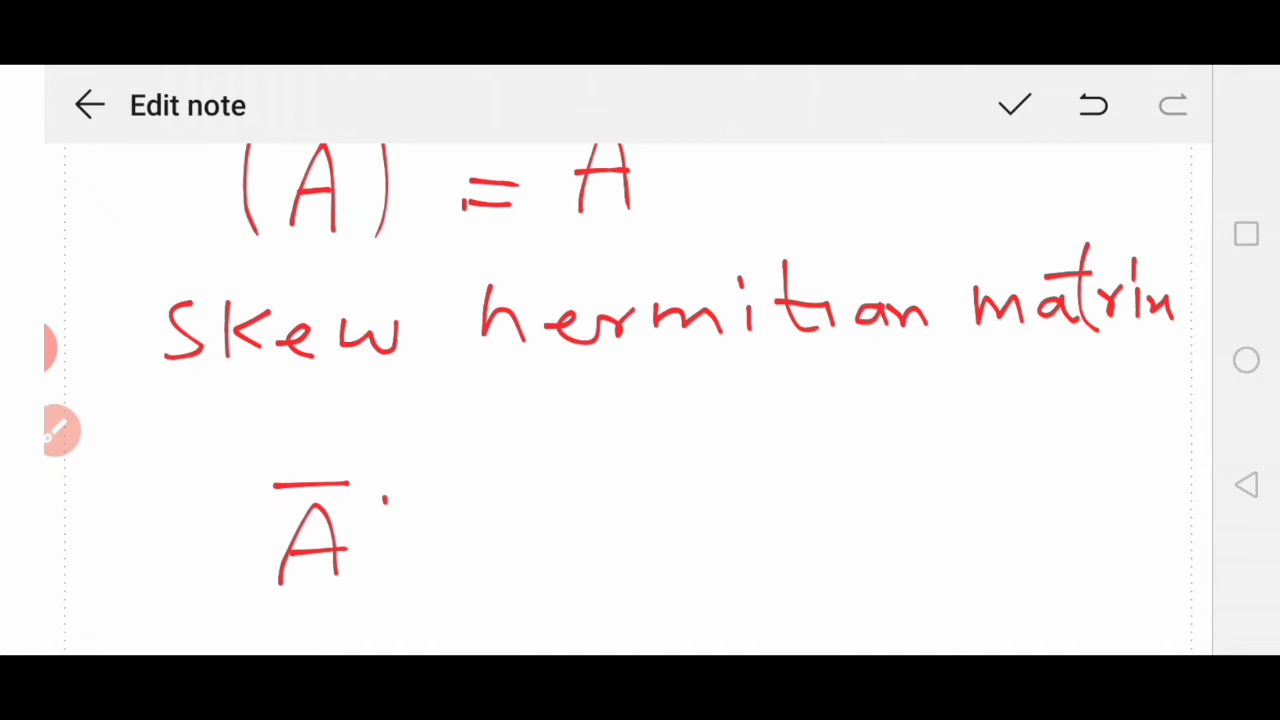 Edit note
(A) = A
skew hermitian matrix
A̅